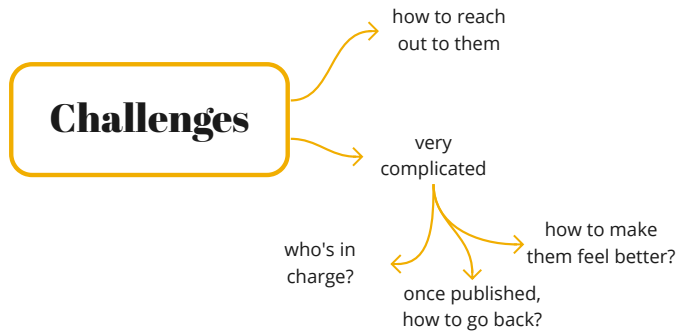 how to reach
out to them
Challenges
very
complicated
who's in
charge?
once published,
how to go back?
how to make
them feel better?